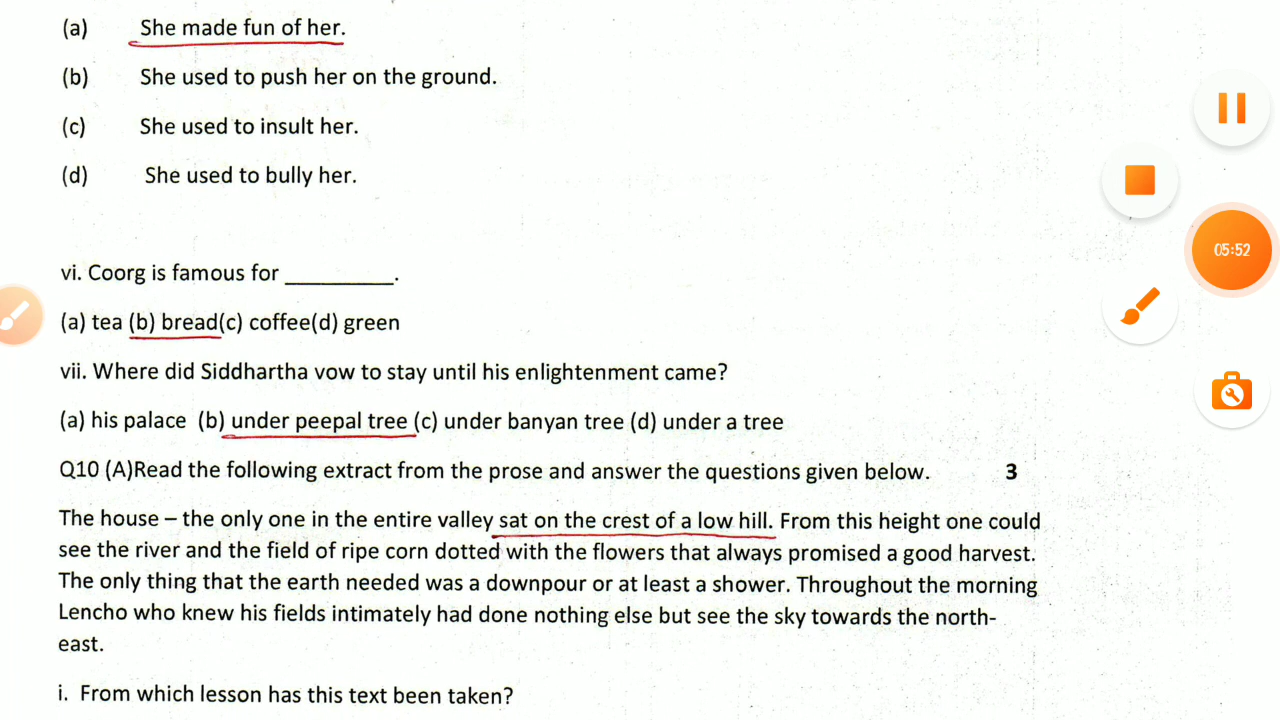 (a) She made fun of her.
(b) She used to push her on the ground.
(c) She used to insult her.
(d) She used to bully her.
05:52
vi. Coorg is famous for _________.
(a) tea (b) bread(c) coffee(d) green
vii. Where did Siddhartha vow to stay until his enlightenment came?
(a) his palace (b) under peepal tree (c) under banyan tree (d) under a tree
Q10 (A)Read the following extract from the prose and answer the questions given below. 3
The house – the only one in the entire valley sat on the crest of a low hill. From this height one could
see the river and the field of ripe corn dotted with the flowers that always promised a good harvest.
The only thing that the earth needed was a downpour or at least a shower. Throughout the morning
Lencho who knew his fields intimately had done nothing else but see the sky towards the north-
east.
i. From which lesson has this text been taken?